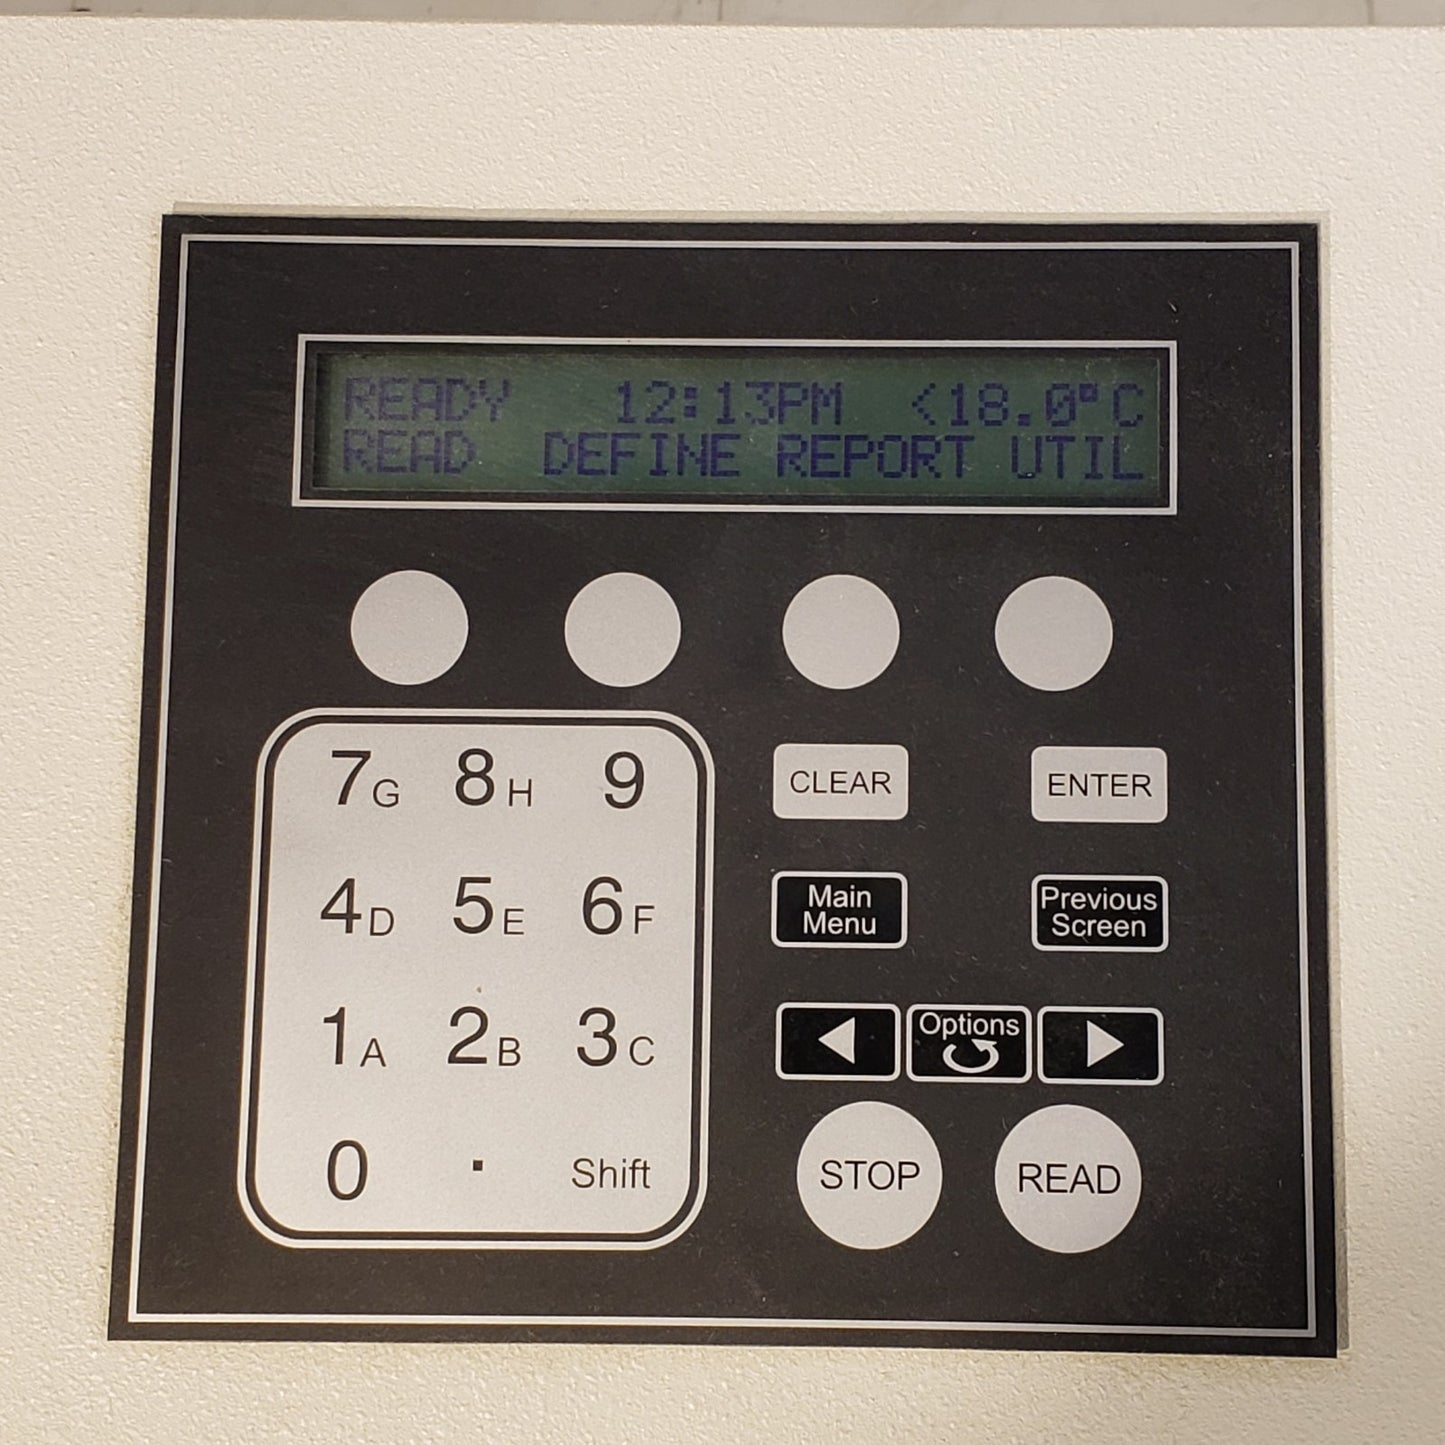 READY 12:13PM <18.0°C
READ DEFINE REPORT UTIL
7G 8H 9
4D 5E 6F
1A 2B 3C
0 . Shift
CLEAR ENTER
Main Menu
Previous Screen
Options
STOP READ